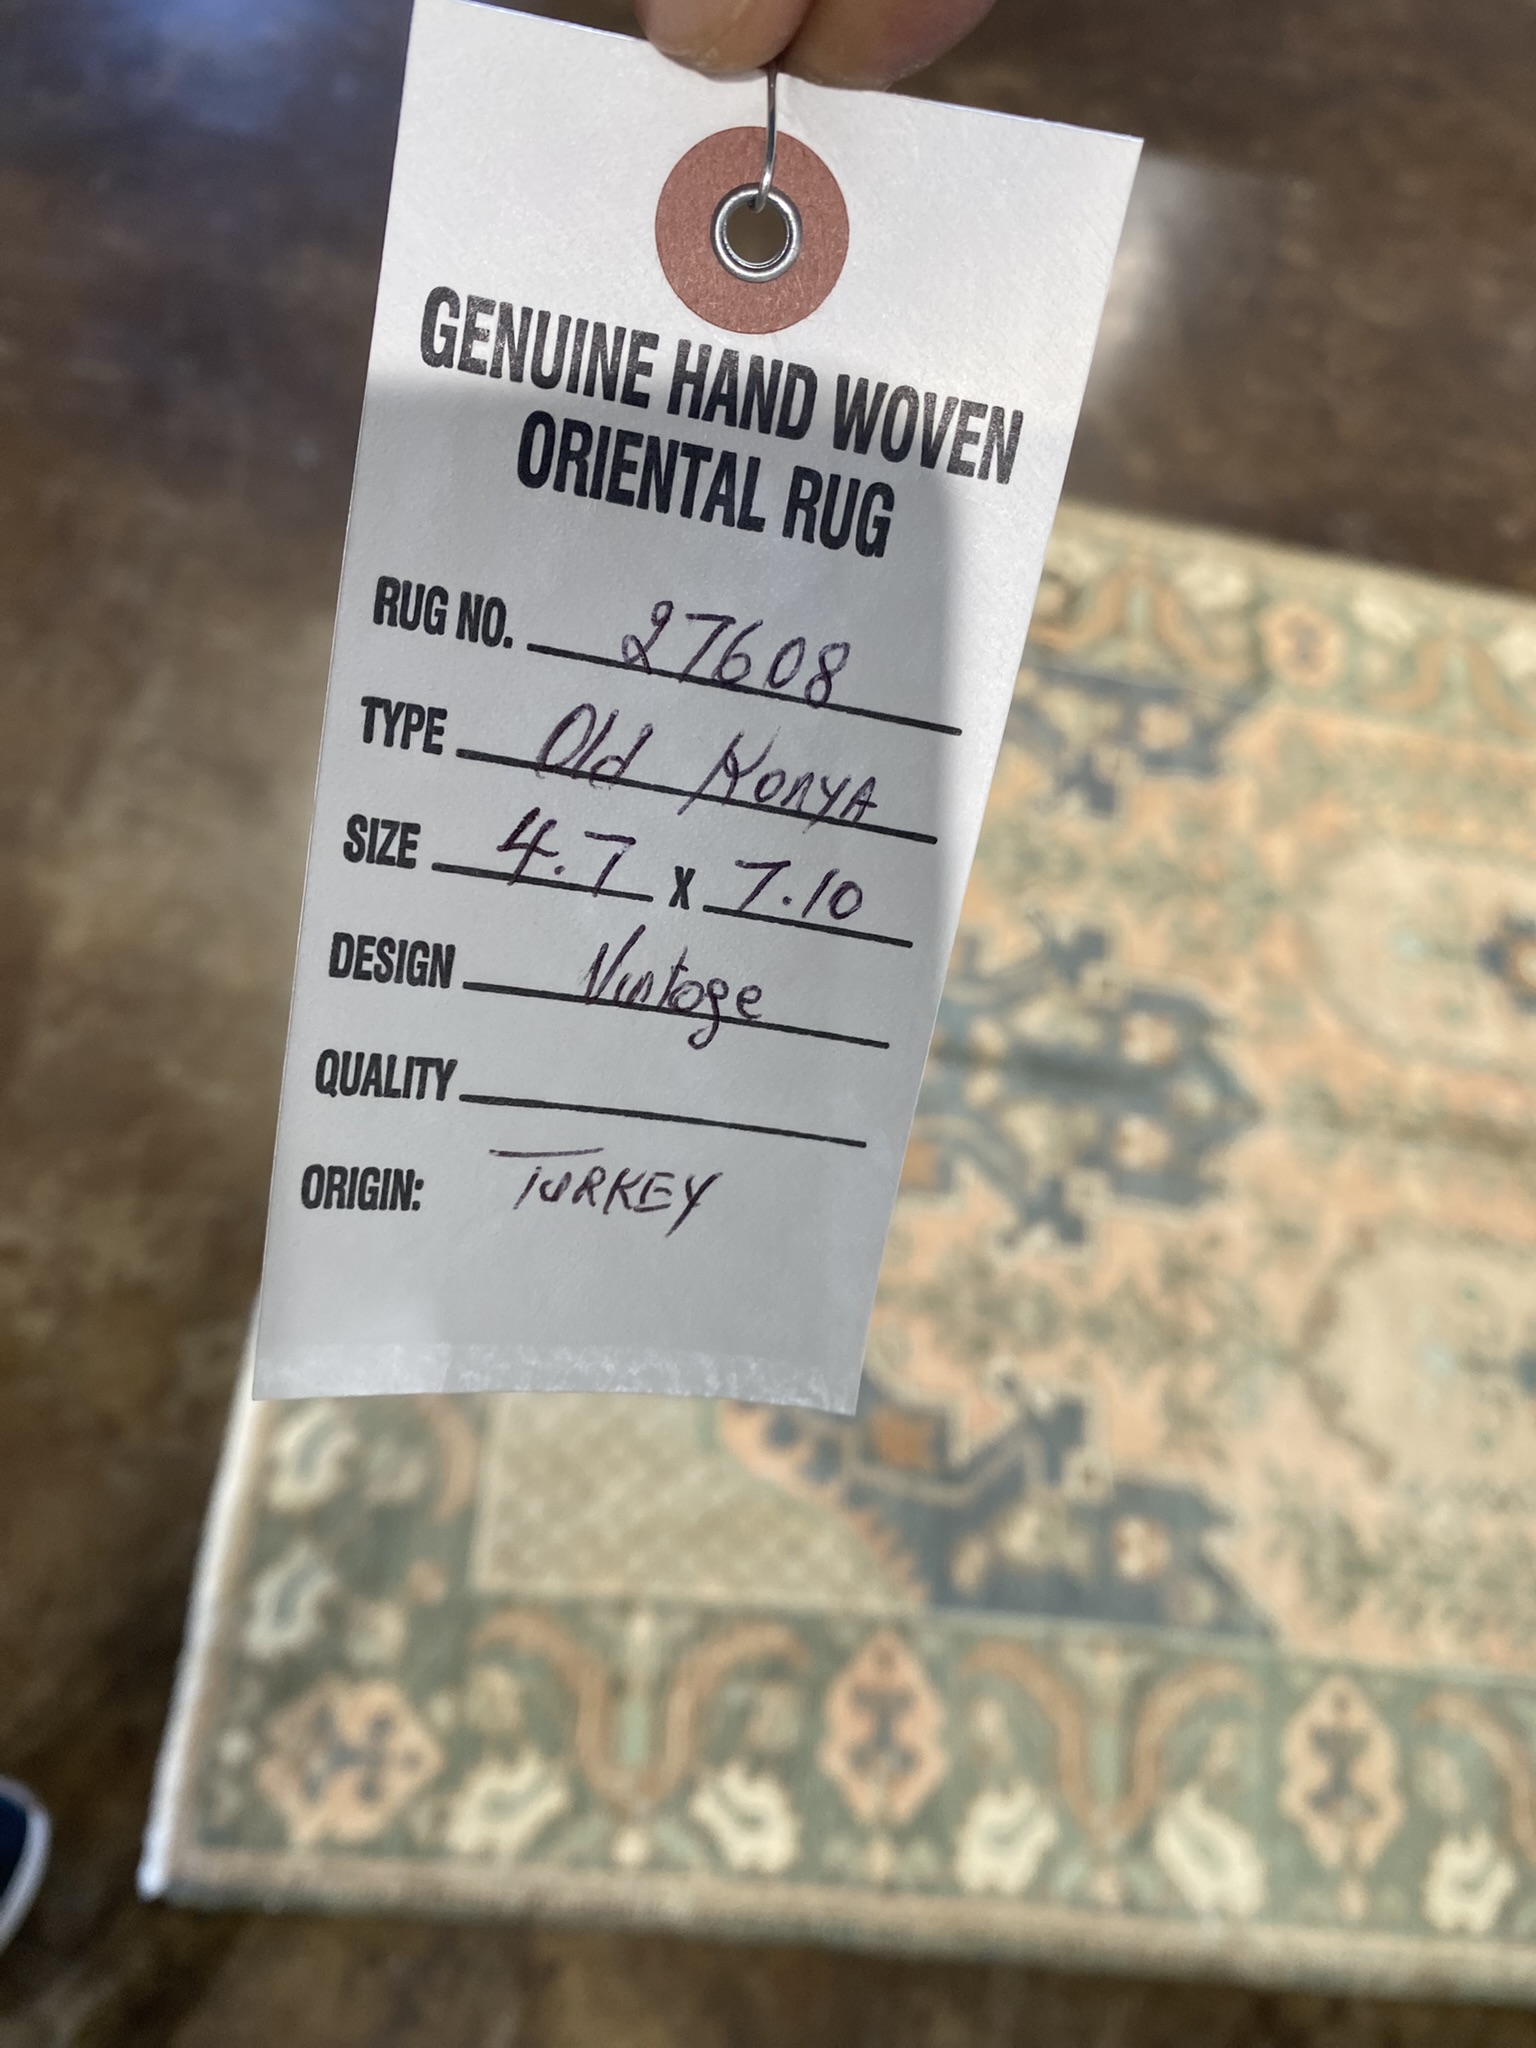 GENUINE HAND WOVEN
ORIENTAL RUG
RUG NO. 27608
TYPE Old KONYA
SIZE 4.7 X 7.10
DESIGN Vintage
QUALITY
ORIGIN: TURKEY